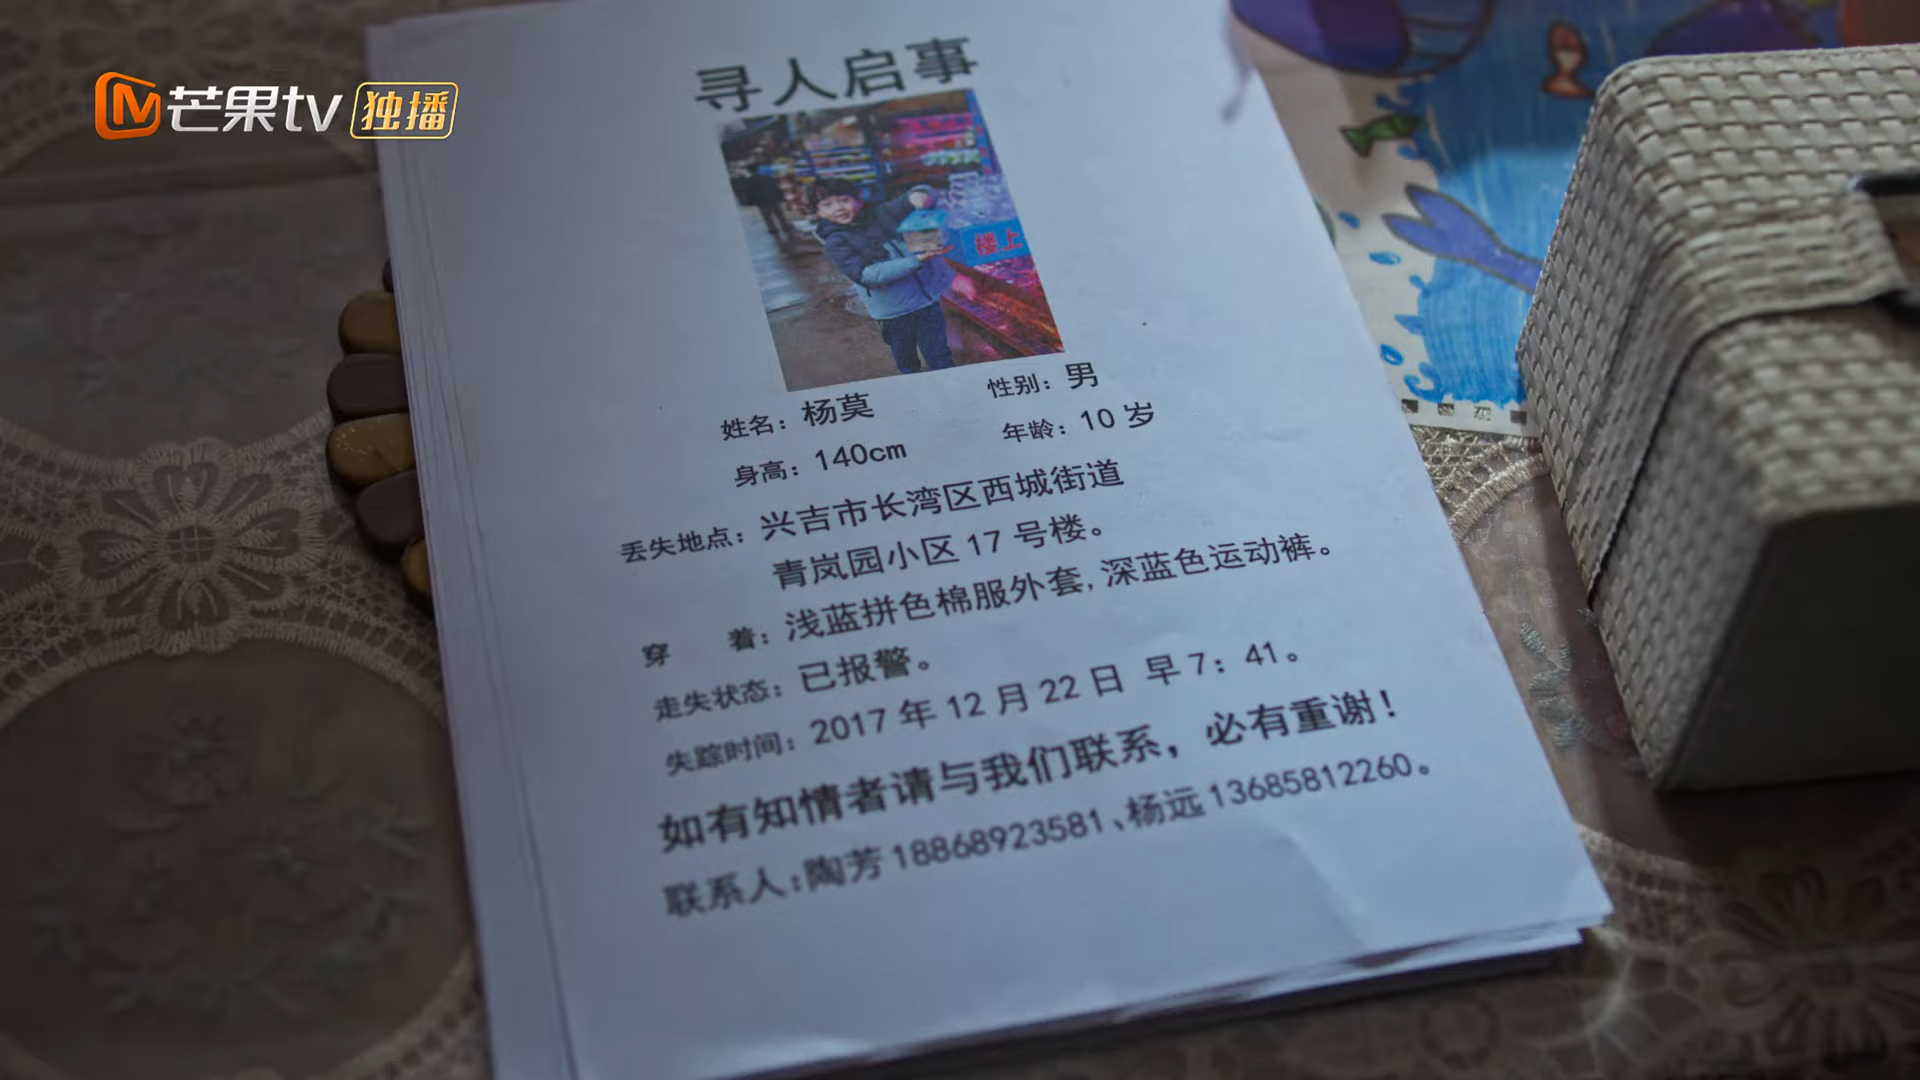 芒果tv 独播
寻人启事
楼上
姓名：杨莫 性别：男
身高：140cm 年龄：10 岁
丢失地点：兴吉市长湾区西城街道
青岚园小区 17 号楼。
穿 着：浅蓝拼色棉服外套，深蓝色运动裤。
走失状态：已报警。
失踪时间：2017 年 12 月 22 日 早 7：41。
如有知情者请与我们联系，必有重谢！
联系人：陶芳 18868923581、杨远 13685812260。